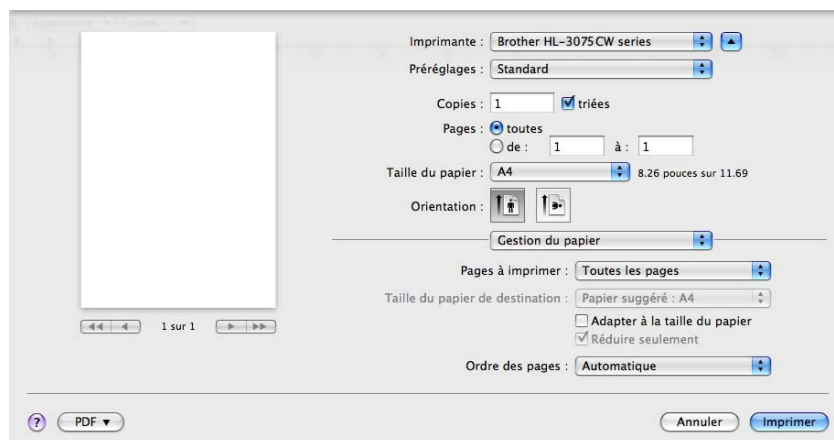 Imprimante : Brother HL-3075CW series
Préréglages : Standard
Copies : 1 triées
Pages : toutes
de : 1 à : 1
Taille du papier : A4 8.26 pouces sur 11.69
Orientation :
Gestion du papier
Pages à imprimer : Toutes les pages
Taille du papier de destination : Papier suggéré : A4
Adapter à la taille du papier
Réduire seulement
Ordre des pages : Automatique
1 sur 1
? PDF Annuler Imprimer